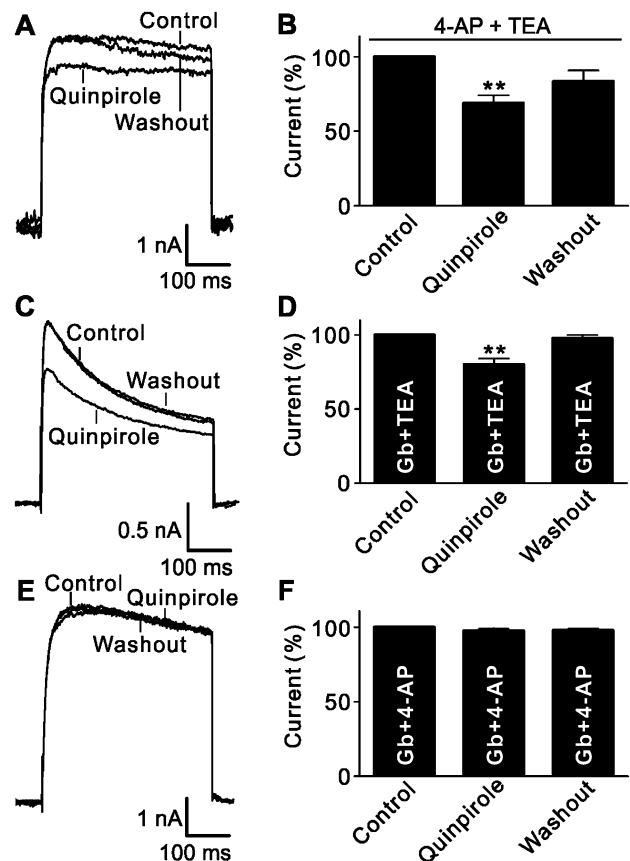 A
Control
Quinpirole
Washout
1 nA
100 ms
B
4-AP + TEA
Current (%)
100
50
0
Control
Quinpirole
Washout
**
C
Control
Washout
Quinpirole
0.5 nA
100 ms
D
Current (%)
100
50
0
**
Gb+TEA
Gb+TEA
Gb+TEA
Control
Quinpirole
Washout
E
Control
Quinpirole
Washout
1 nA
100 ms
F
Current (%)
100
50
0
Gb+4-AP
Gb+4-AP
Gb+4-AP
Control
Quinpirole
Washout